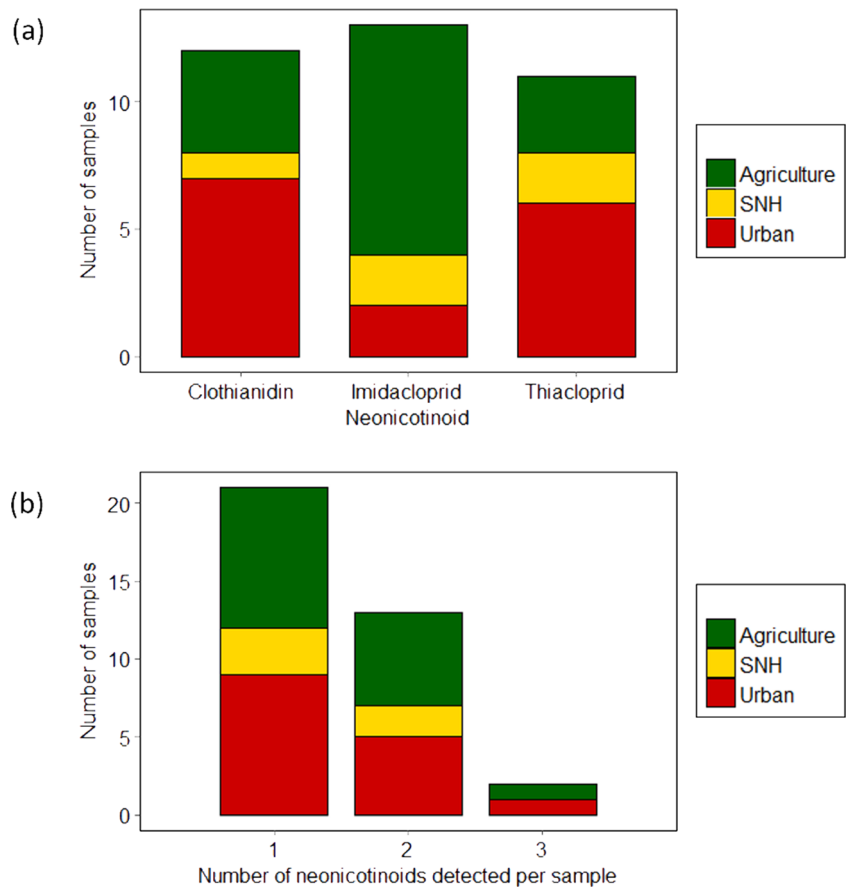 (a)
Number of samples
10
5
0
Clothianidin Imidacloprid Thiacloprid
Neonicotinoid
Agriculture
SNH
Urban
(b)
Number of samples
20
15
10
5
0
1 2 3
Number of neonicotinoids detected per sample
Agriculture
SNH
Urban